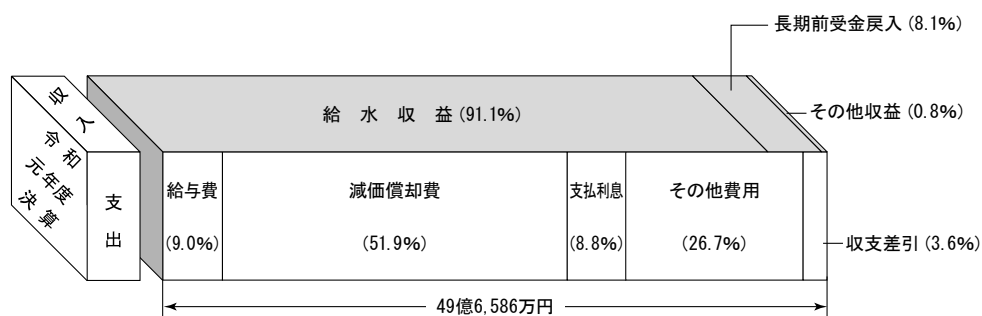 長期前受金戻入 (8.1%)
収入
給水収益 (91.1%)
その他収益 (0.8%)
令和
元年度
決算
支出
給与費
(9.0%)
減価償却費
(51.9%)
支払利息
(8.8%)
その他費用
(26.7%)
収支差引 (3.6%)
49億6,586万円